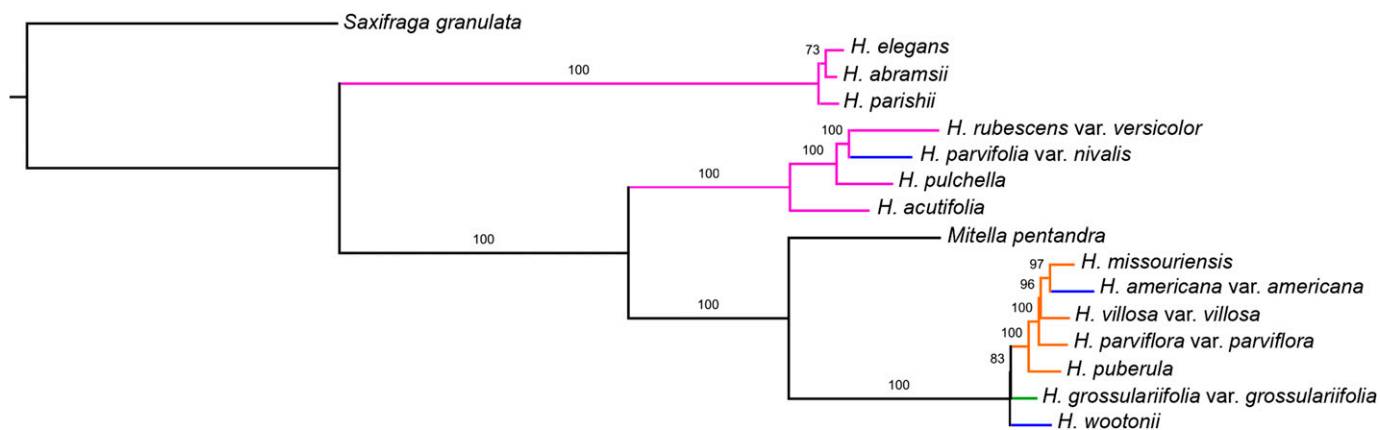 Saxifraga granulata
73 H. elegans
100 H. abramsii
H. parishii
100 H. rubescens var. versicolor
100 H. parvifolia var. nivalis
100 H. pulchella
H. acutifolia
100 Mitella pentandra
97 H. missouriensis
96 H. americana var. americana
100 H. villosa var. villosa
100 100 H. parviflora var. parviflora
83 H. puberula
100 H. grossulariifolia var. grossulariifolia
H. wootonii